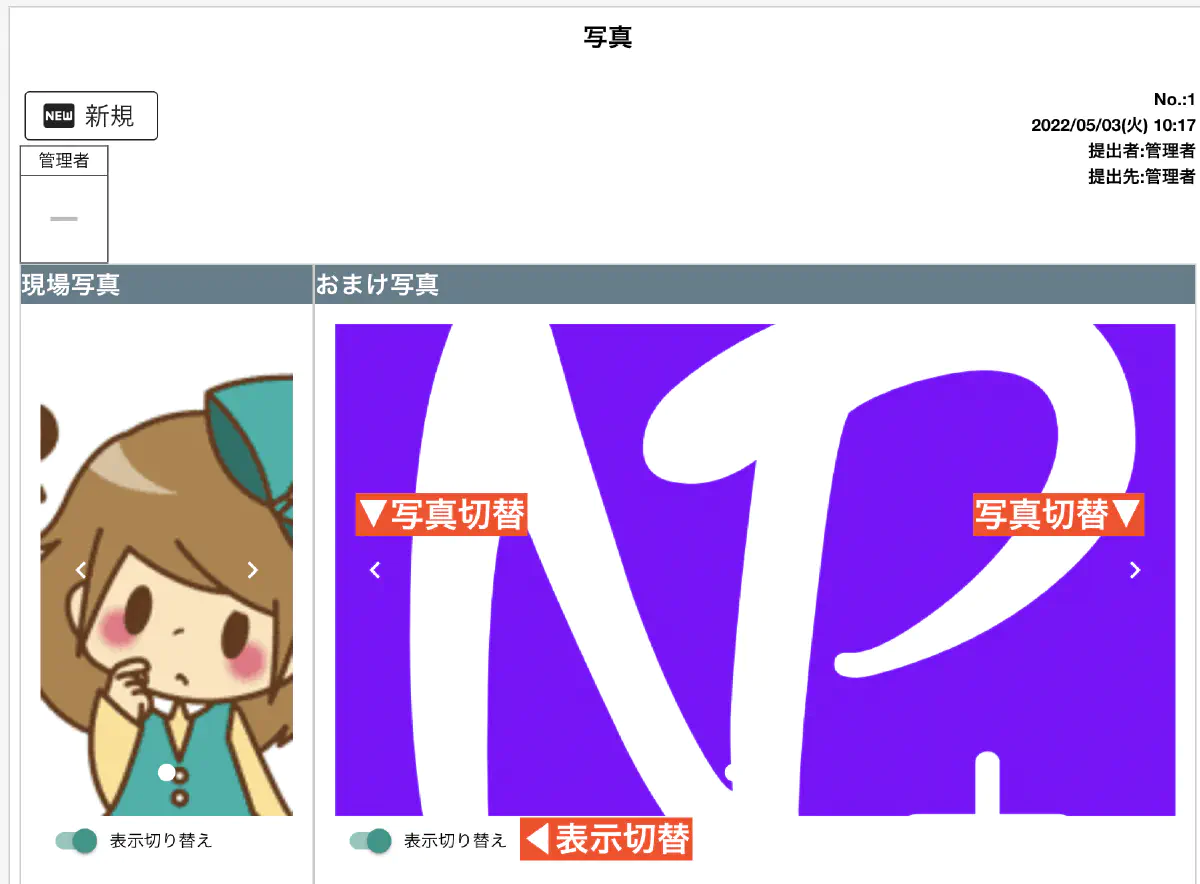 写真
NEW 新規
No.:1
2022/05/03(火) 10:17
提出者:管理者
提出先:管理者
管理者
現場写真
おまけ写真
▼写真切替
写真切替▼
表示切り替え
表示切り替え
◀表示切替